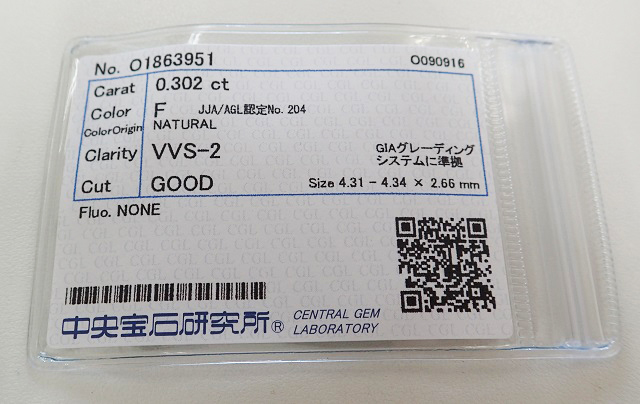 No. O1863951 O090916
Carat 0.302 ct
Color F JJA/AGL認定No. 204
ColorOrigin NATURAL
Clarity VVS-2 GIAグレーディング
システムに準拠
Cut GOOD Size 4.31 - 4.34 × 2.66 mm
Fluo. NONE
中央宝石研究所® CENTRAL GEM
LABORATORY